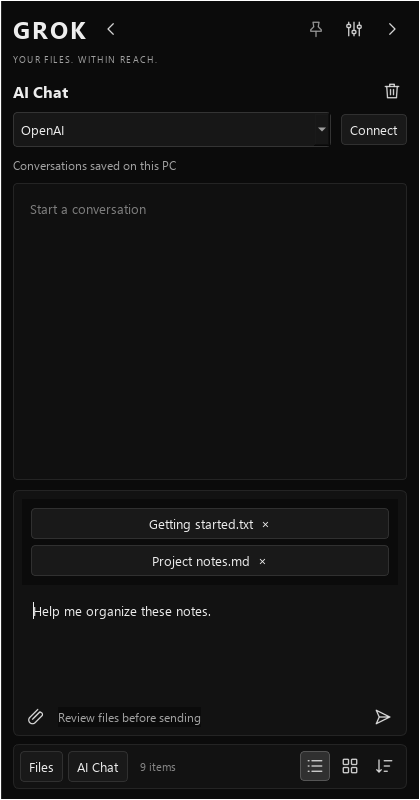 GROK
YOUR FILES. WITHIN REACH.
AI Chat
OpenAI
Connect
Conversations saved on this PC
Start a conversation
Getting started.txt ×
Project notes.md ×
Help me organize these notes.
Review files before sending
Files
AI Chat
9 items